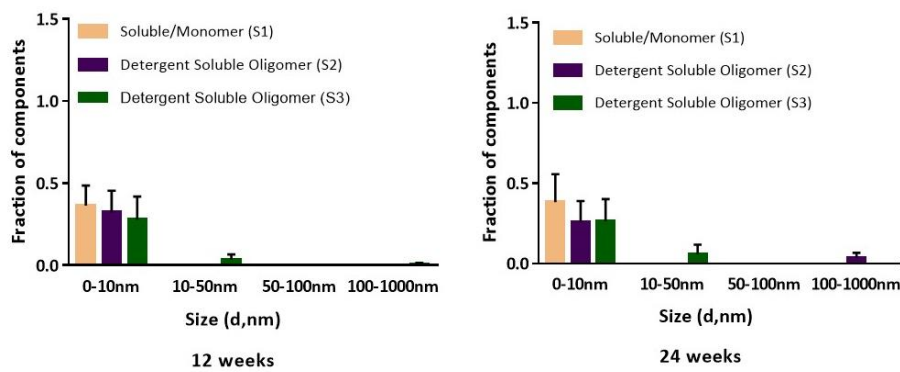 1.5
Soluble/Monomer (S1)
Detergent Soluble Oligomer (S2)
1.0
Detergent Soluble Oligomer (S3)
Fraction of components
0.5
0.0
0-10nm 10-50nm 50-100nm 100-1000nm
Size (d,nm)
12 weeks
1.5
Soluble/Monomer (S1)
Detergent Soluble Oligomer (S2)
1.0
Detergent Soluble Oligomer (S3)
Fraction of components
0.5
0.0
0-10nm 10-50nm 50-100nm 100-1000nm
Size (d,nm)
24 weeks